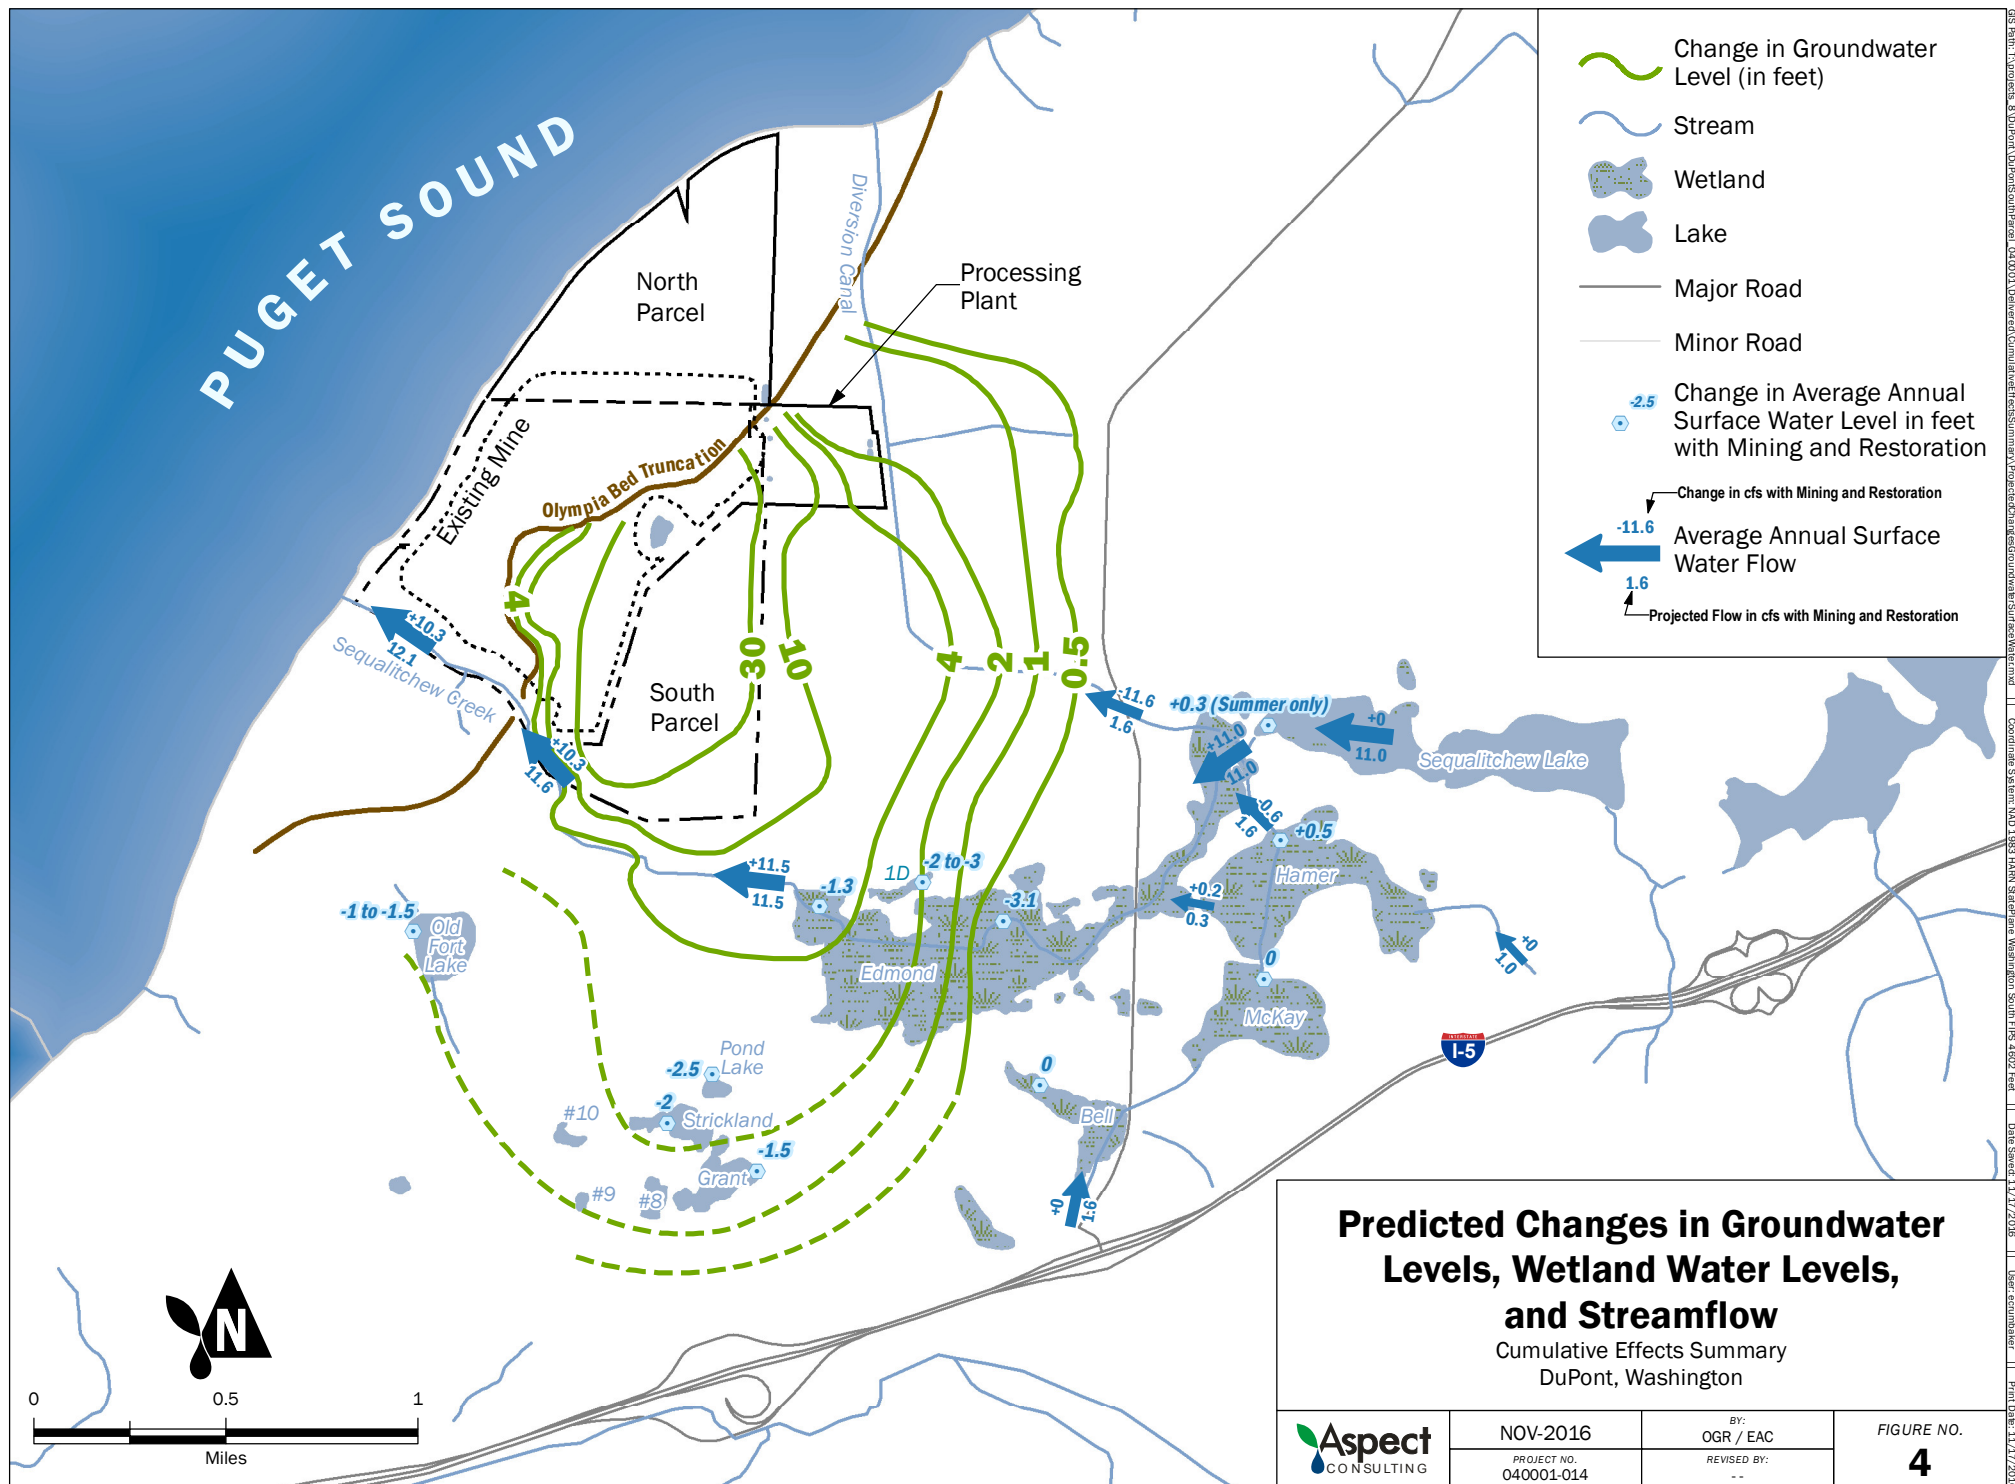 PUGET SOUND
North
Parcel
Diversion Canal
Processing
Plant
Existing Mine
Olympia Bed Truncation
South
Parcel
Sequalitchew Creek
+10.3
12.1
+10.3
11.6
4
30
10
4
2
1
0.5
-11.6
1.6
+0.3 (Summer only)
+11.0
11.0
+0
11.0
Sequalitchew Lake
-0.6
1.6
+0.5
Hamer
+0.2
0.3
+0
1.0
0
McKay
+11.5
11.5
-1.3
1D
-2 to -3
-3.1
Edmond
-1 to -1.5
Old
Fort
Lake
Pond
Lake
-2.5
-2
Strickland
#10
-1.5
Grant
#9
#8
0
Bell
+0
1.6
INTERSTATE
I-5
N
0
0.5
1
Miles
Change in Groundwater
Level (in feet)
Stream
Wetland
Lake
Major Road
Minor Road
-2.5
Change in Average Annual
Surface Water Level in feet
with Mining and Restoration
Change in cfs with Mining and Restoration
-11.6
Average Annual Surface
Water Flow
1.6
Projected Flow in cfs with Mining and Restoration
Predicted Changes in Groundwater
Levels, Wetland Water Levels,
and Streamflow
Cumulative Effects Summary
DuPont, Washington
Aspect
CONSULTING
NOV-2016
PROJECT NO.
040001-014
BY:
OGR / EAC
REVISED BY:
- -
FIGURE NO.
4